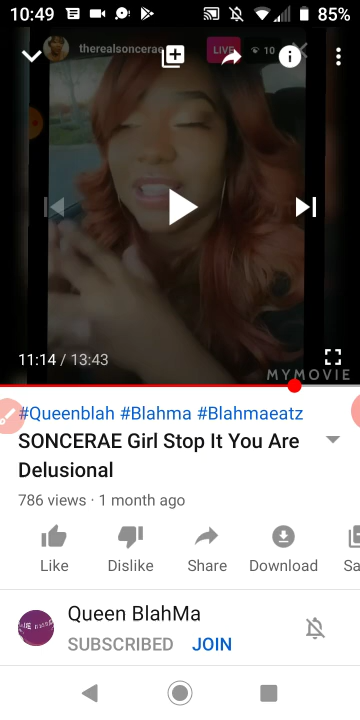 10:49
85%
therealsoncerae
LIVE
10
11:14 / 13:43
MYMOVIE
#Queenblah #Blahma #Blahmaeatz
SONCERAE Girl Stop It You Are
Delusional
786 views · 1 month ago
Like
Dislike
Share
Download
Sa
Queen BlahMa
SUBSCRIBED
JOIN